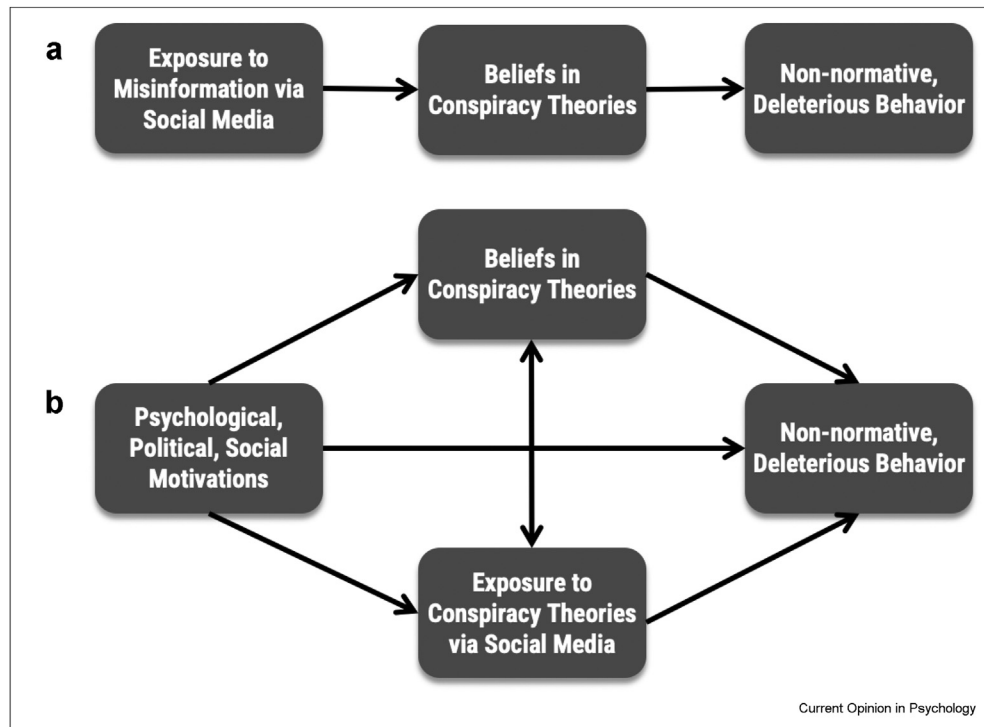 a
Exposure to
Misinformation via
Social Media
Beliefs in
Conspiracy Theories
Non-normative,
Deleterious Behavior
b
Beliefs in
Conspiracy Theories
Psychological,
Political, Social
Motivations
Non-normative,
Deleterious Behavior
Exposure to
Conspiracy Theories
via Social Media
Current Opinion in Psychology